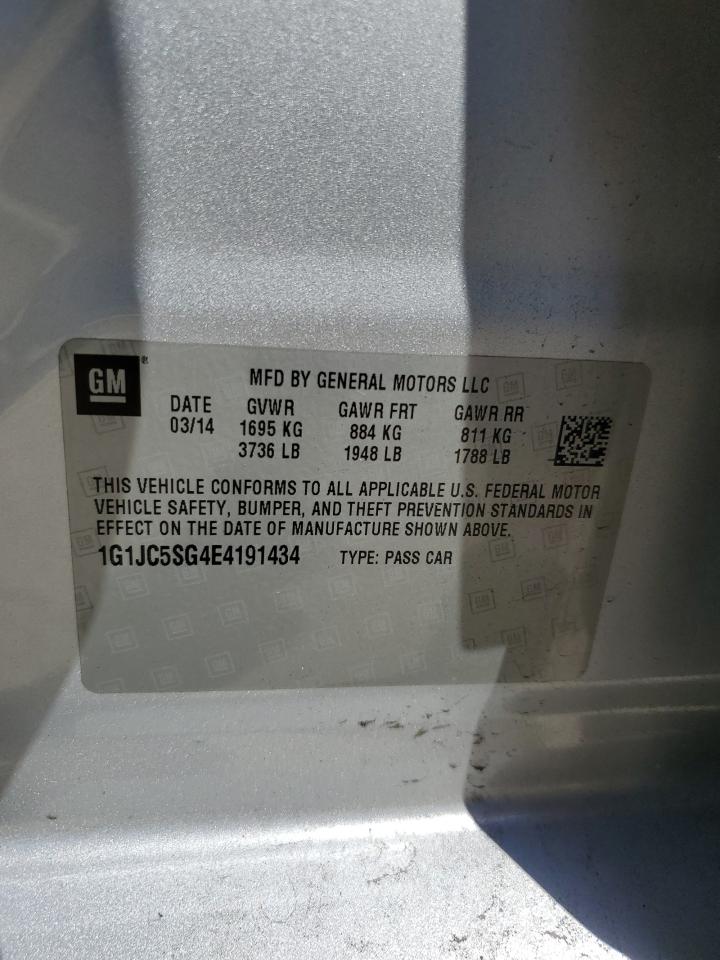 GM ®
MFD BY GENERAL MOTORS LLC
DATE GVWR GAWR FRT GAWR RR
03/14 1695 KG 884 KG 811 KG
3736 LB 1948 LB 1788 LB
THIS VEHICLE CONFORMS TO ALL APPLICABLE U.S. FEDERAL MOTOR
VEHICLE SAFETY, BUMPER, AND THEFT PREVENTION STANDARDS IN
EFFECT ON THE DATE OF MANUFACTURE SHOWN ABOVE.
1G1JC5SG4E4191434 TYPE: PASS CAR